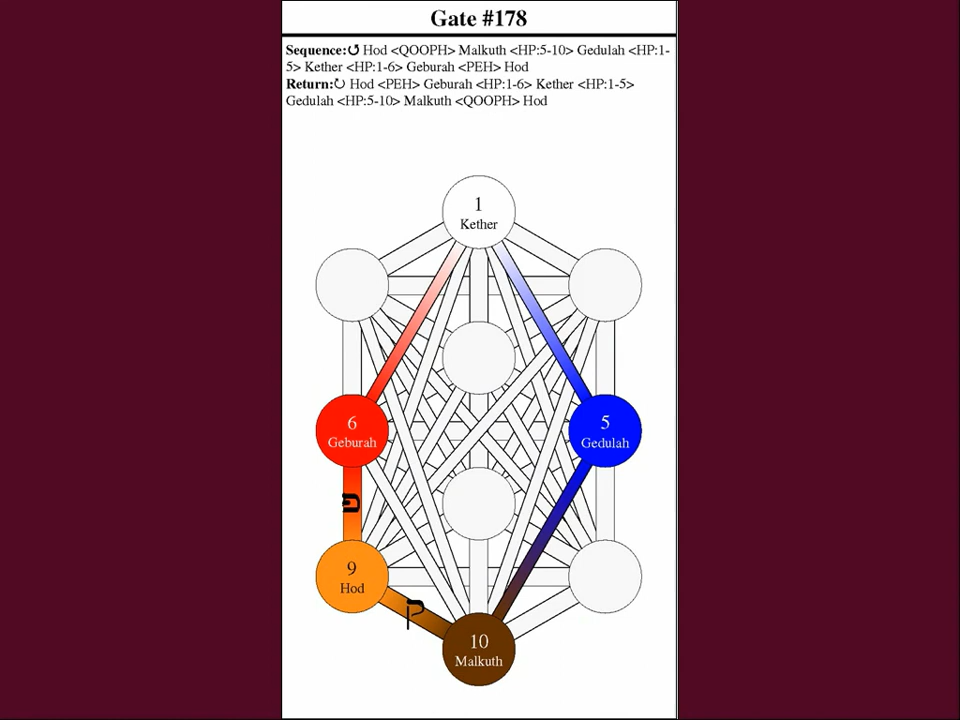 Gate #178
Sequence:↺ Hod <QOOPH> Malkuth <HP:5-10> Gedulah <HP:1-
5> Kether <HP:1-6> Geburah <PEH> Hod
Return:↻ Hod <PEH> Geburah <HP:1-6> Kether <HP:1-5>
Gedulah <HP:5-10> Malkuth <QOOPH> Hod
1
Kether
6
Geburah
5
Gedulah
פ
9
Hod
ק
10
Malkuth